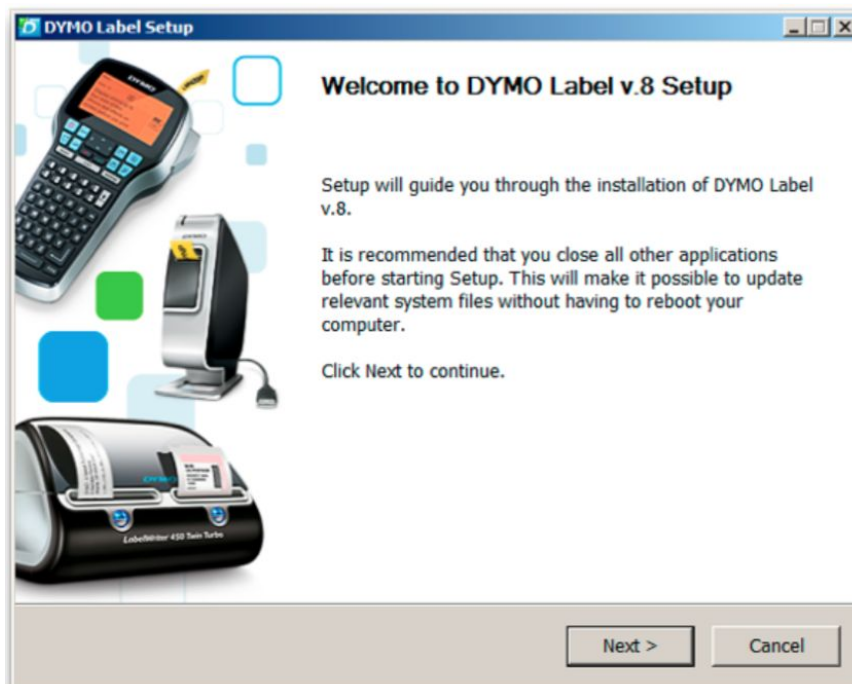 DYMO Label Setup
Welcome to DYMO Label v.8 Setup
Setup will guide you through the installation of DYMO Label
v.8.
It is recommended that you close all other applications
before starting Setup. This will make it possible to update
relevant system files without having to reboot your
computer.
Click Next to continue.
DYMO
DYMO
DYMO
LabelWriter 450 Twin Turbo
Next >
Cancel